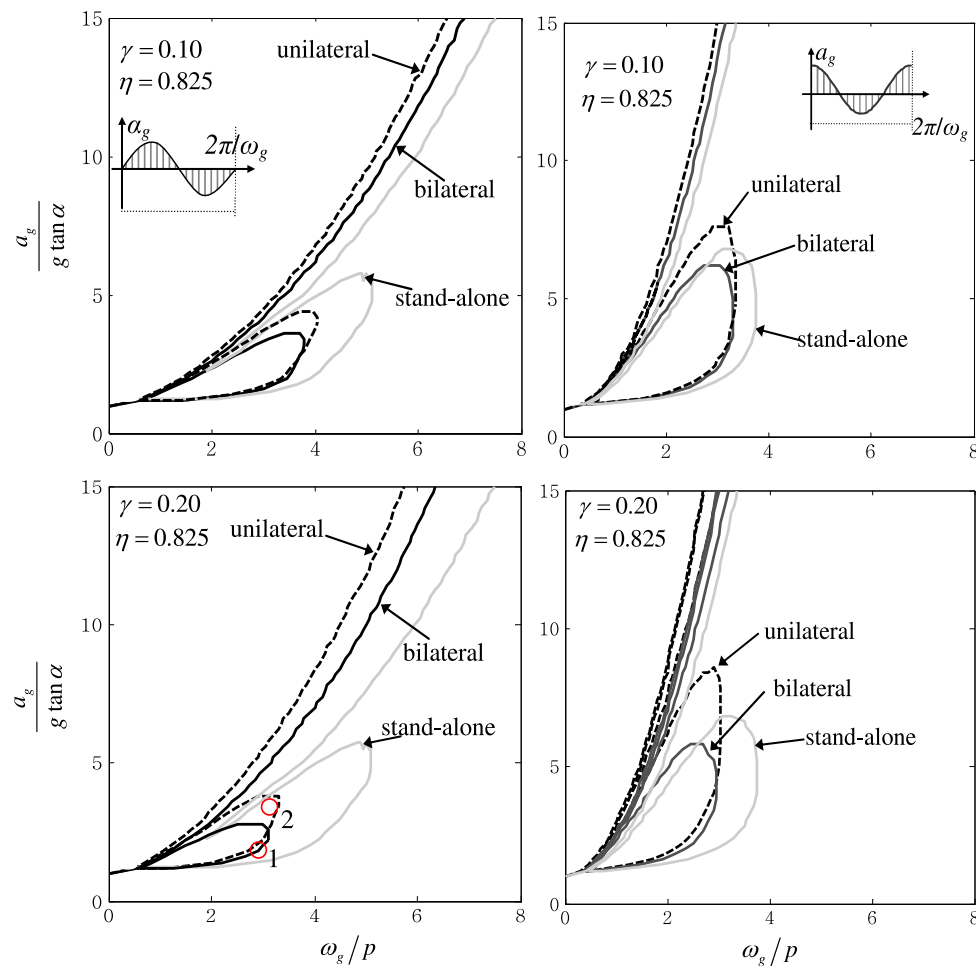 15
γ = 0.10
η = 0.825
α_g
2π/ω_g
unilateral
bilateral
stand-alone
10
5
0
0 2 4 6 8
a_g / g tan α
15
γ = 0.10
η = 0.825
a_g
2π/ω_g
unilateral
bilateral
stand-alone
10
5
0
0 2 4 6 8
15
γ = 0.20
η = 0.825
unilateral
bilateral
stand-alone
2
1
10
5
0
0 2 4 6 8
a_g / g tan α
ω_g / p
15
γ = 0.20
η = 0.825
unilateral
bilateral
stand-alone
10
5
0
0 2 4 6 8
ω_g / p